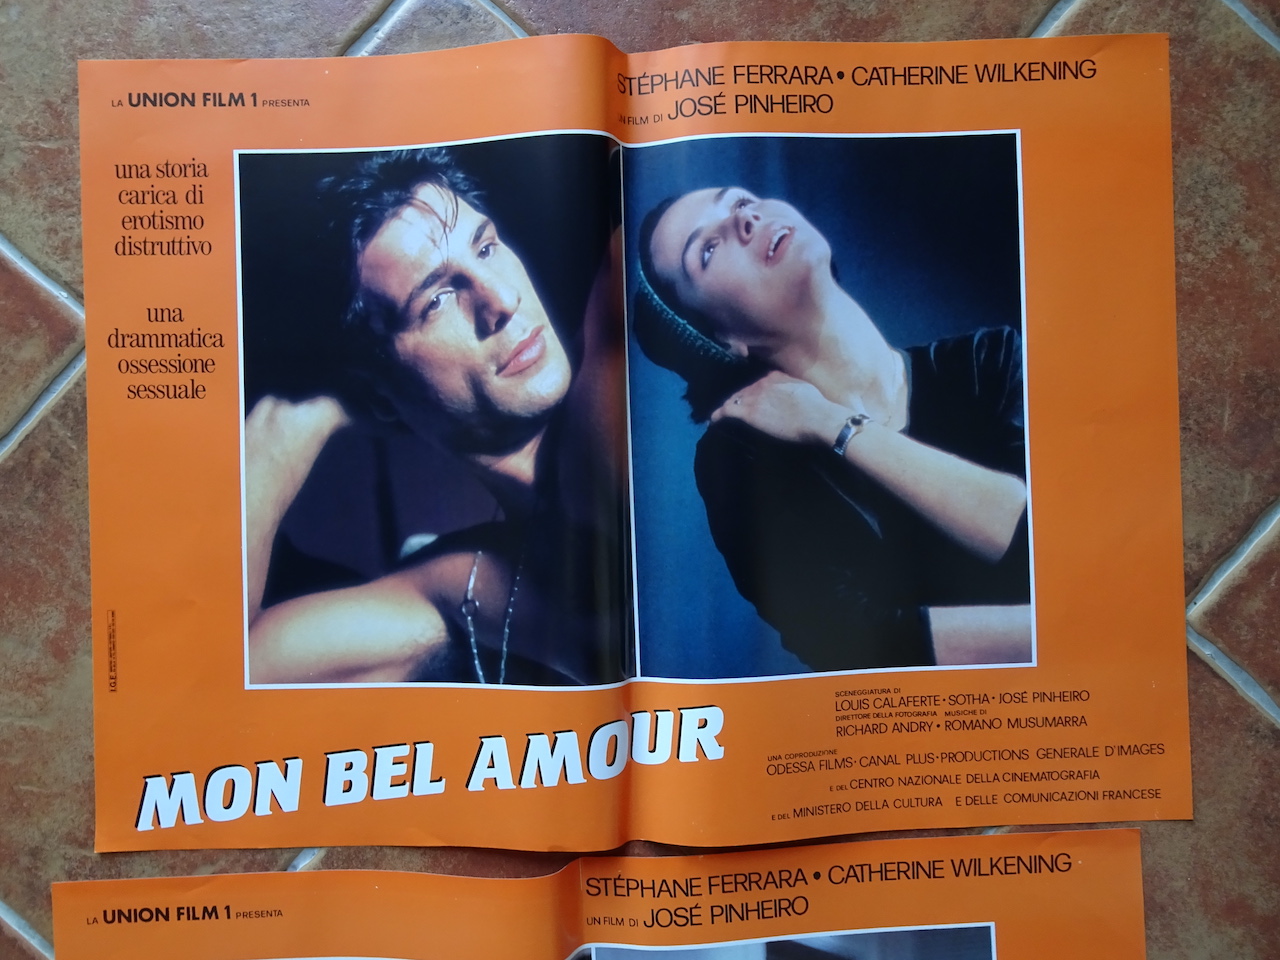 LA UNION FILM 1 PRESENTA
STÉPHANE FERRARA • CATHERINE WILKENING
UN FILM DI JOSÉ PINHEIRO
una storia
carica di
erotismo
distruttivo
una
drammatica
ossessione
sessuale
I.G.E.
MON BEL AMOUR
SCENEGGIATURA DI
LOUIS CALAFERTE • SOTHA • JOSÉ PINHEIRO
DIRETTORE DELLA FOTOGRAFIA MUSICHE DI
RICHARD ANDRY • ROMANO MUSUMARRA
UNA COPRODUZIONE
ODESSA FILMS • CANAL PLUS • PRODUCTIONS GENERALE D'IMAGES
E DEL CENTRO NAZIONALE DELLA CINEMATOGRAFIA
E DEL MINISTERO DELLA CULTURA E DELLE COMUNICAZIONI FRANCESE
LA UNION FILM 1 PRESENTA
STÉPHANE FERRARA • CATHERINE WILKENING
UN FILM DI JOSÉ PINHEIRO